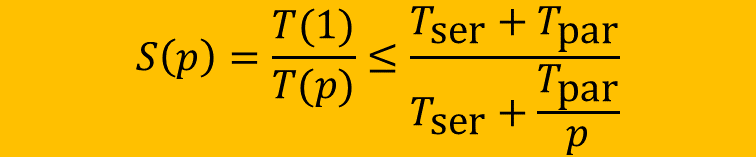 S(p) = T(1)/T(p) ≤ (T_ser + T_par)/(T_ser + T_par/p)